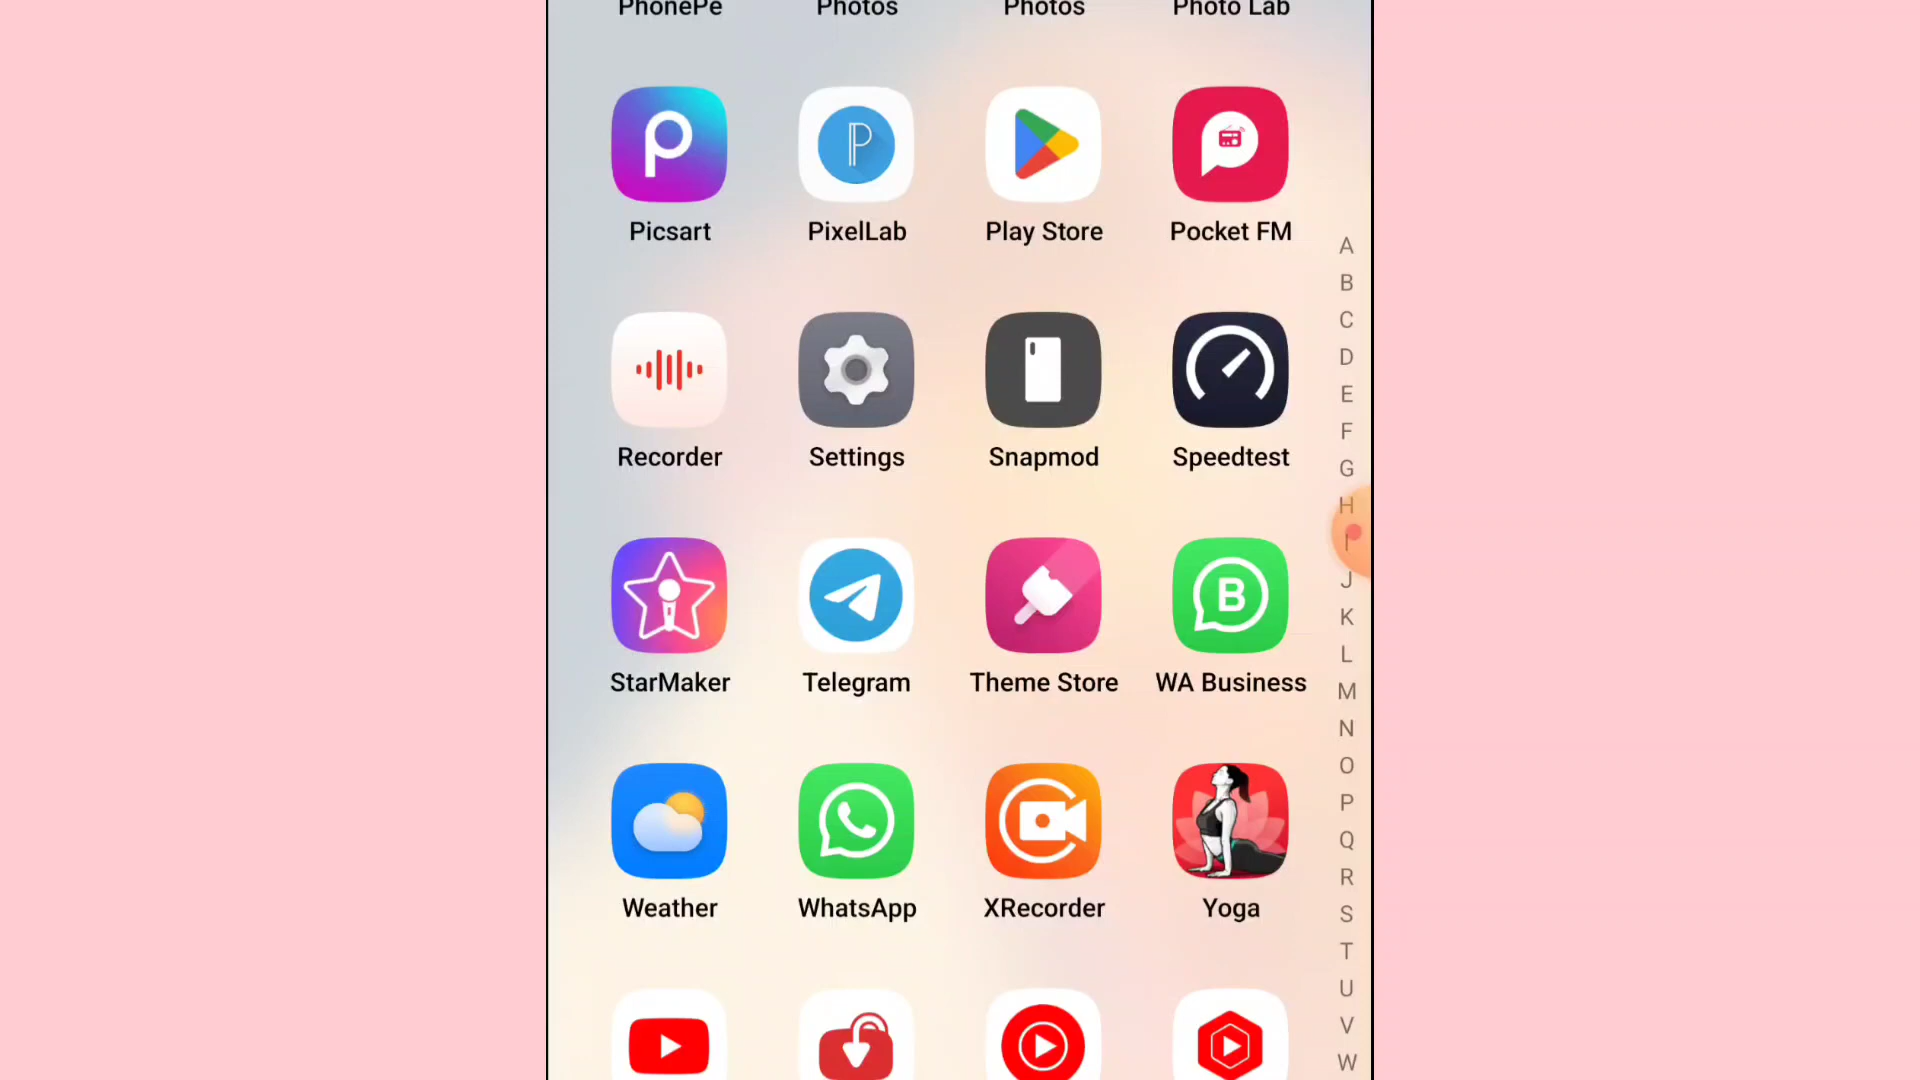 PhonePe Photos Photos Photo Lab
Picsart PixelLab Play Store Pocket FM
A
B
C
D
E
F
G
H
I
J
K
L
M
N
O
P
Q
R
S
T
U
V
W
Recorder Settings Snapmod Speedtest
B
StarMaker Telegram Theme Store WA Business
Weather WhatsApp XRecorder Yoga